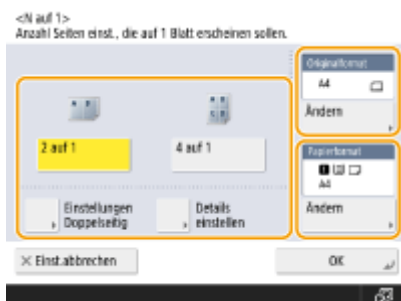 <N auf 1>
Anzahl Seiten einst., die auf 1 Blatt erscheinen sollen.
Originalformat
A4
Ändern
2 auf 1
4 auf 1
Papierformat
1
A4
Einstellungen
Doppelseitig
Details
einstellen
Ändern
× Einst.abbrechen
OK